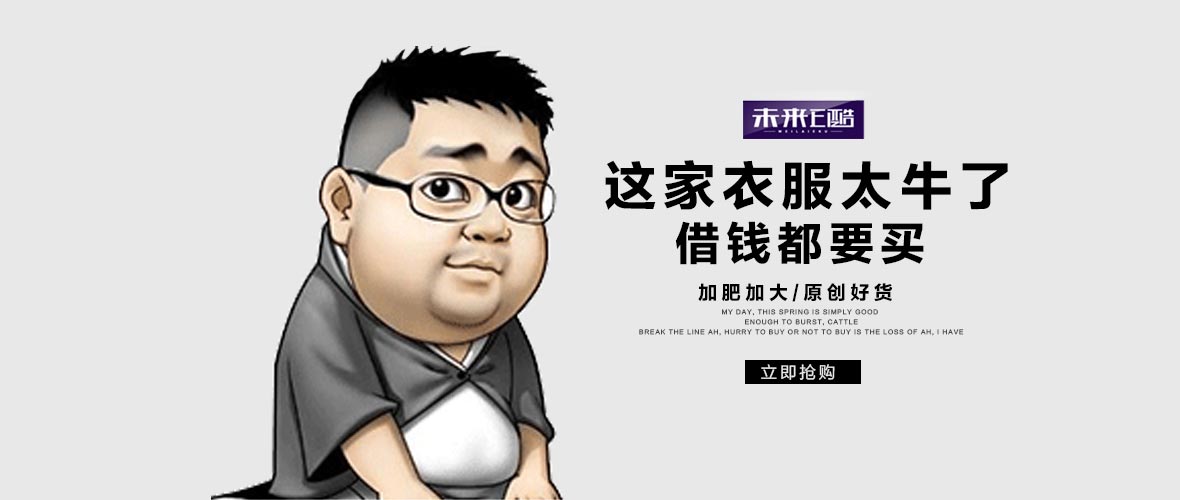 未来已酷
WEILAIEKU
这家衣服太牛了
借钱都要买
加肥加大/原创好货
MY DAY, THIS SPRING IS SIMPLY GOOD
ENOUGH TO BURST, CATTLE
BREAK THE LINE AH, HURRY TO BUY OR NOT TO BUY IS THE LOSS OF AH, I HAVE
立即抢购